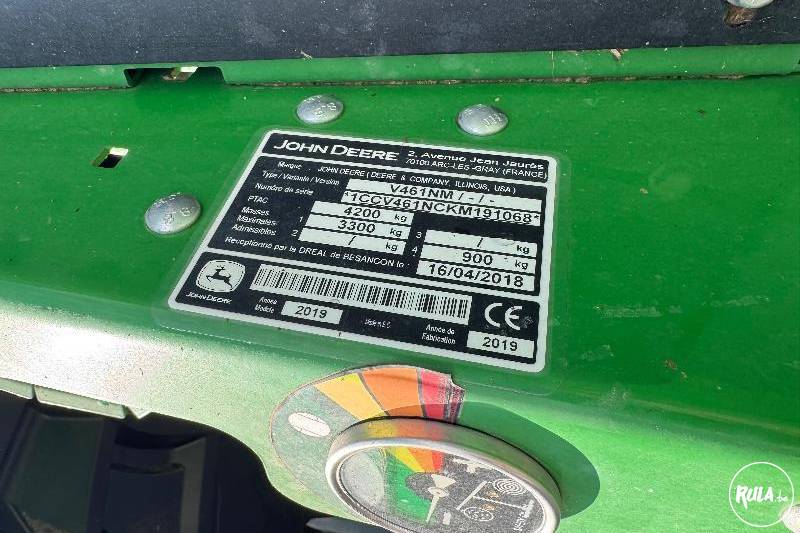 JOHN DEERE 2, Avenue Jean Jaurès
70100 ARC-LES-GRAY (FRANCE)
Marque JOHN DEERE ( DEERE & COMPANY, ILLINOIS, USA )
Type / Variante / Version V461NM / - / -
Numéro de série *1CCV461NCKM191068*
PTAC 4200 kg
Masses Maximales Admissibles
1 3300 kg 3 / kg
2 / kg 4 900 kg
Réceptionné par la DREAL de BESANCON le : 16/04/2018
JOHN DEERE
Année Modèle 2019
Année de Fabrication 2019
CE
RULA.be